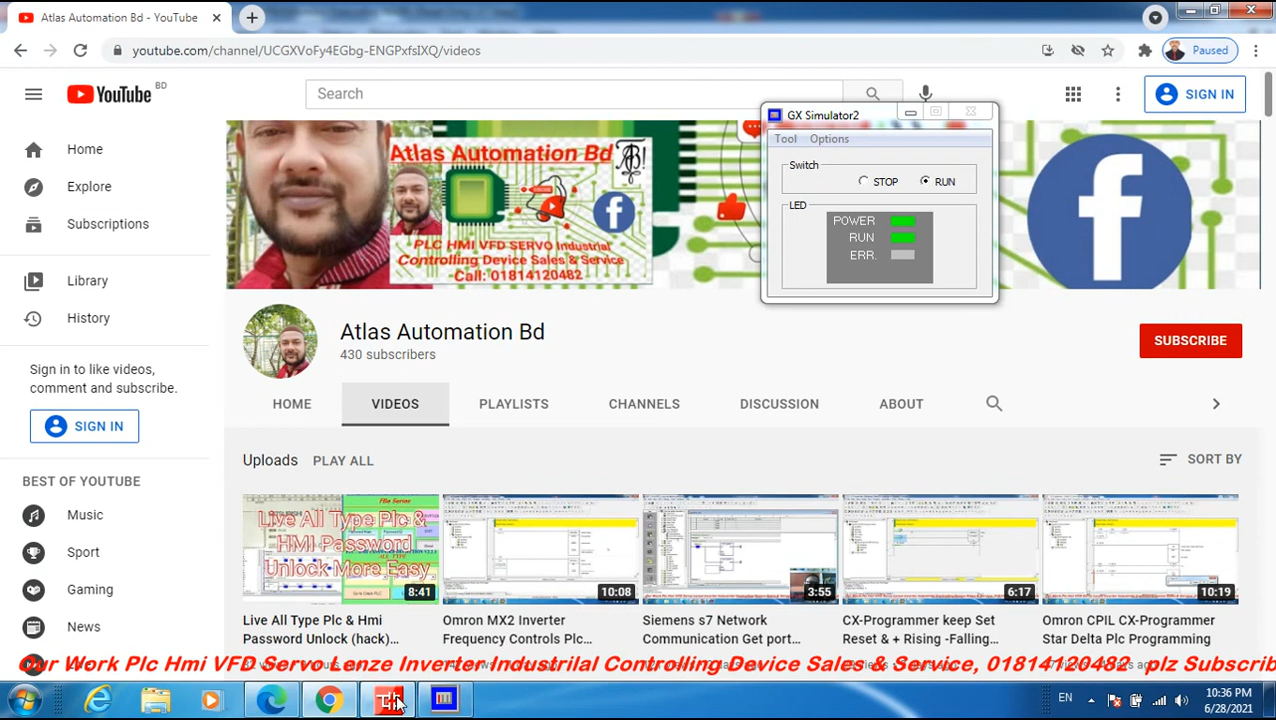 Atlas Automation Bd - YouTube
youtube.com/channel/UCGXVoFy4EGbg-ENGPxfsIXQ/videos
Paused
YouTube BD
Search
SIGN IN
Home
Explore
Subscriptions
Library
History
Sign in to like videos,
comment and subscribe.
SIGN IN
BEST OF YOUTUBE
Music
Sport
Gaming
News
Atlas Automation Bd
SUBSCRIBE
PLC HMI VFD SERVO Industrial
Controlling Device Sales & Service
Call: 01814120482
GX Simulator2
Tool Options
Switch
STOP RUN
LED
POWER
RUN
ERR.
Atlas Automation Bd
430 subscribers
SUBSCRIBE
HOME VIDEOS PLAYLISTS CHANNELS DISCUSSION ABOUT
Uploads PLAY ALL SORT BY
Live All Type Plc &
HMI Password
Unlock More Easy
8:41
10:08
3:55
6:17
10:19
Live All Type Plc & Hmi
Password Unlock (hack)...
Omron MX2 Inverter
Frequency Controls Plc...
Siemens s7 Network
Communication Get port...
CX-Programmer keep Set
Reset & + Rising -Falling...
Omron CPIL CX-Programmer
Star Delta Plc Programming
Our Work Plc Hmi VFD Servo Lenze Inverter Industrilal Controlling Device Sales & Service, 01814120482 plz Subscrib
EN
10:36 PM
6/28/2021